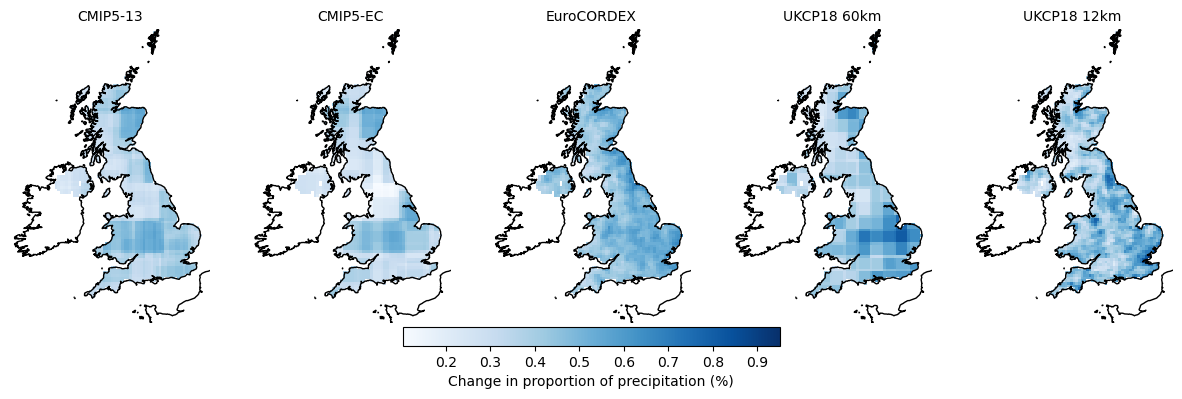 CMIP5-13 CMIP5-EC EuroCORDEX UKCP18 60km UKCP18 12km
0.2 0.3 0.4 0.5 0.6 0.7 0.8 0.9
Change in proportion of precipitation (%)